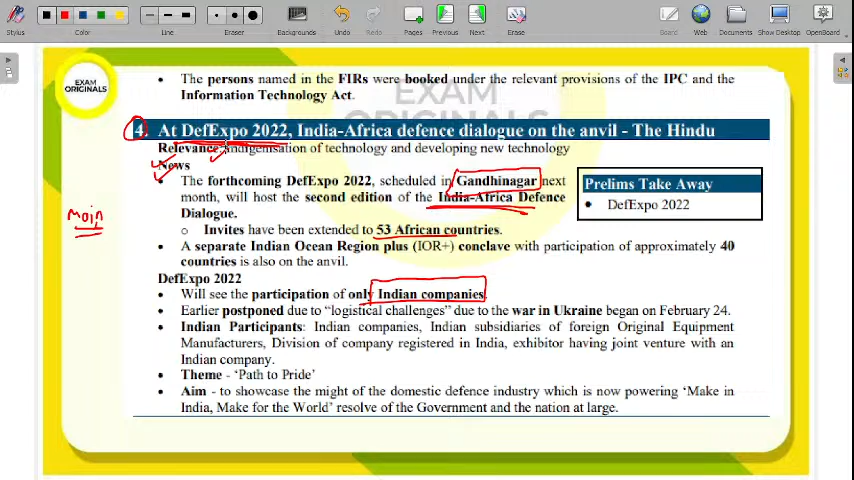 Stylus
Color
Line
Eraser
Backgrounds
Undo
Redo
Pages
Previous
Next
Erase
Board
Web
Documents
Show Desktop
OpenBoard
EXAM
ORIGINALS
EXAM
ORIGINALS
• The persons named in the FIRs were booked under the relevant provisions of the IPC and the
Information Technology Act.
4. At DefExpo 2022, India-Africa defence dialogue on the anvil - The Hindu
Relevance: Indigenisation of technology and developing new technology
News
• The forthcoming DefExpo 2022, scheduled in Gandhinagar next
month, will host the second edition of the India-Africa Defence
Dialogue.
o Invites have been extended to 53 African countries.
• A separate Indian Ocean Region plus (IOR+) conclave with participation of approximately 40
countries is also on the anvil.
Prelims Take Away
• DefExpo 2022
Main
DefExpo 2022
• Will see the participation of only Indian companies.
• Earlier postponed due to “logistical challenges” due to the war in Ukraine began on February 24.
• Indian Participants: Indian companies, Indian subsidiaries of foreign Original Equipment
Manufacturers, Division of company registered in India, exhibitor having joint venture with an
Indian company.
• Theme - ‘Path to Pride’
• Aim - to showcase the might of the domestic defence industry which is now powering ‘Make in
India, Make for the World’ resolve of the Government and the nation at large.